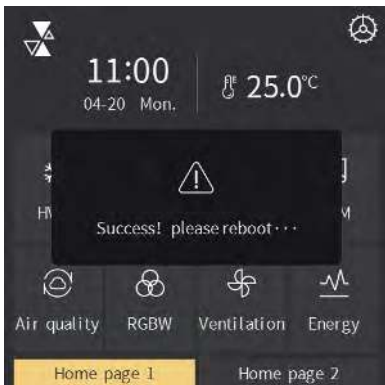 11:00
04-20 Mon.
25.0°C
Success! please reboot···
Air quality RGBW Ventilation Energy
Home page 1 Home page 2